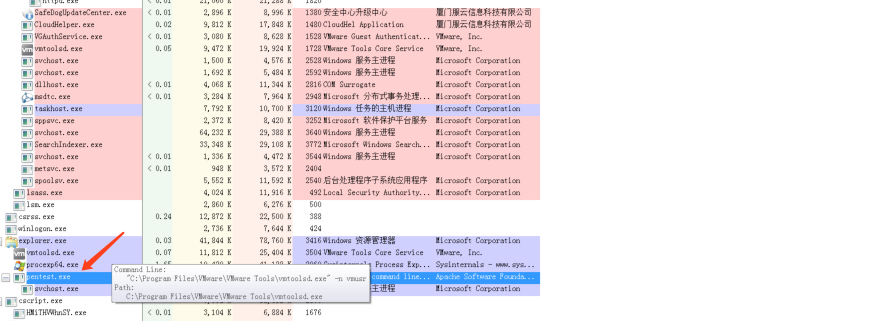 httpd.exe < 0.01 21,888 K 21,288 K 1820
SafeDogUpdateCenter.exe < 0.01 2,896 K 8,996 K 1380 安全中心升级中心 厦门服云信息科技有限公司
CloudHelper.exe 0.02 9,812 K 17,848 K 1480 CloudHel Application 厦门服云信息科技有限公司
VGAuthService.exe < 0.01 3,080 K 8,628 K 1528 VMware Guest Authenticat... VMware, Inc.
vmtoolsd.exe 0.05 9,472 K 19,924 K 1728 VMware Tools Core Service VMware, Inc.
svchost.exe 1,500 K 4,576 K 2528 Windows 服务主进程 Microsoft Corporation
svchost.exe 1,692 K 5,484 K 2592 Windows 服务主进程 Microsoft Corporation
dllhost.exe < 0.01 4,068 K 11,344 K 2816 COM Surrogate Microsoft Corporation
msdtc.exe < 0.01 3,284 K 7,964 K 2948 Microsoft 分布式事务处理... Microsoft Corporation
taskhost.exe 7,792 K 10,700 K 3120 Windows 任务的主机进程 Microsoft Corporation
sppsvc.exe 2,372 K 8,420 K 3252 Microsoft 软件保护平台服务 Microsoft Corporation
svchost.exe 64,232 K 29,388 K 3640 Windows 服务主进程 Microsoft Corporation
SearchIndexer.exe 33,348 K 29,108 K 3772 Microsoft Windows Search... Microsoft Corporation
svchost.exe < 0.01 1,336 K 4,472 K 3544 Windows 服务主进程 Microsoft Corporation
metsvc.exe < 0.01 948 K 3,572 K 2404
spoolsv.exe 5,552 K 11,592 K 2540 后台处理程序子系统应用程序 Microsoft Corporation
lsass.exe 4,024 K 11,916 K 492 Local Security Authority... Microsoft Corporation
lsm.exe 2,860 K 6,276 K 500
csrss.exe 0.24 12,872 K 22,500 K 388
winlogon.exe 2,736 K 7,644 K 424
explorer.exe 0.03 41,844 K 78,760 K 3416 Windows 资源管理器 Microsoft Corporation
vmtoolsd.exe 0.07 11,812 K 25,404 K 3504 VMware Tools Core Service VMware, Inc.
procexp64.exe Sysinternals Process Exp... Sysinternals - www.sys...
pentest.exe command line... Apache Software Founda...
svchost.exe 主进程 Microsoft Corporation
cscript.exe
HMiTHVWhnSY.exe < 0.01 3,104 K 6,884 K 1676
Command Line:
"C:\Program Files\VMware\VMware Tools\vmtoolsd.exe" -n vmusr
Path:
C:\Program Files\VMware\VMware Tools\vmtoolsd.exe